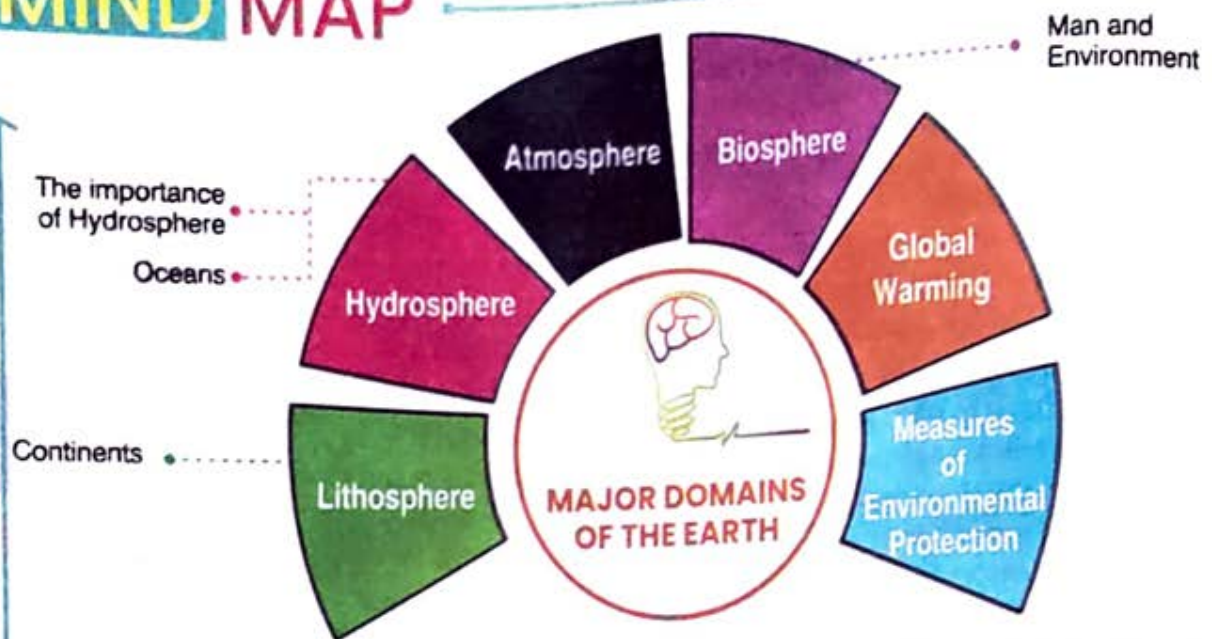 MIND MAP
Man and
Environment
Atmosphere
Biosphere
The importance
of Hydrosphere
Oceans
Hydrosphere
Global
Warming
Continents
Lithosphere
MAJOR DOMAINS
OF THE EARTH
Measures
of
Environmental
Protection